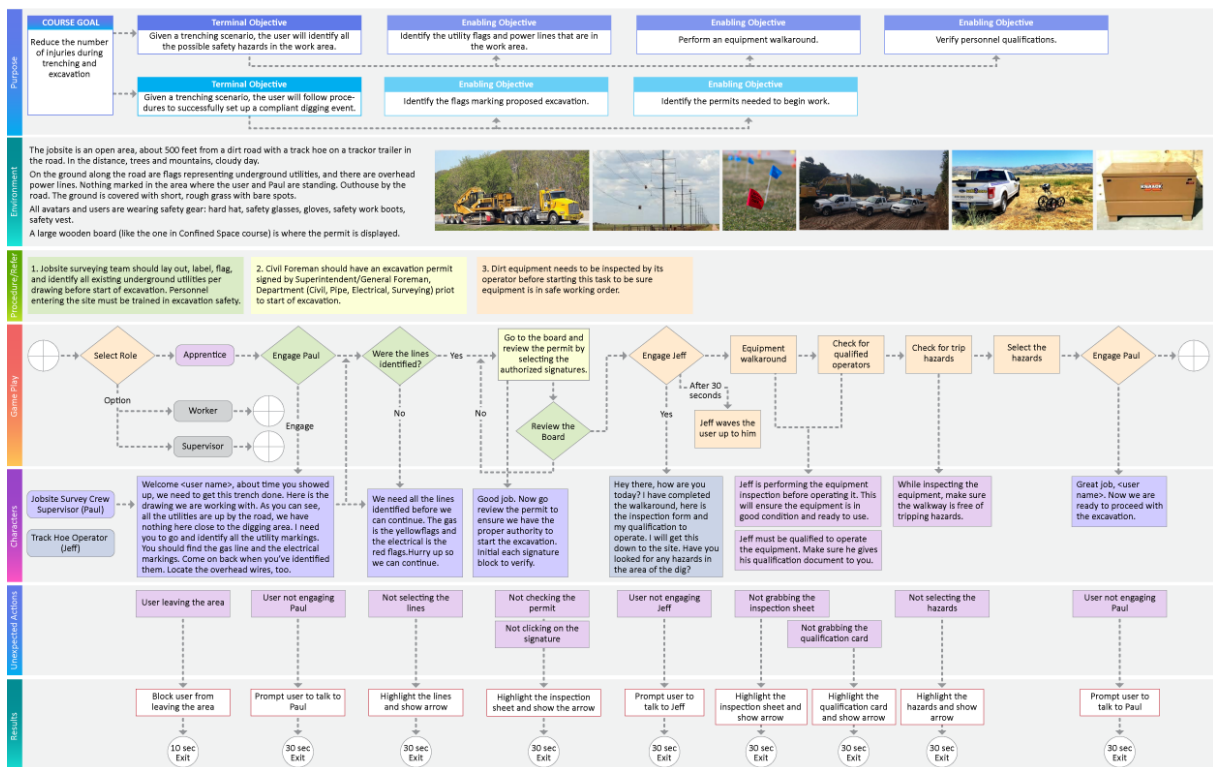 Purpose
COURSE GOAL
Reduce the number
of injuries during
trenching and
excavation
Terminal Objective
Given a trenching scenario, the user will identify all
the possible safety hazards in the work area.
Enabling Objective
Identify the utility flags and power lines that are in
the work area.
Enabling Objective
Perform an equipment walkaround.
Enabling Objective
Verify personnel qualifications.
Terminal Objective
Given a trenching scenario, the user will follow proce-
dures to successfully set up a compliant digging event.
Enabling Objective
Identify the flags marking proposed excavation.
Enabling Objective
Identify the permits needed to begin work.
Environment
The jobsite is an open area, about 500 feet from a dirt road with a track hoe on a trackor trailer in
the road. In the distance, trees and mountains, cloudy day.
On the ground along the road are flags representing underground utilities, and there are overhead
power lines. Nothing marked in the area where the user and Paul are standing. Outhouse by the
road. The ground is covered with short, rough grass with bare spots.
All avatars and users are wearing safety gear: hard hat, safety glasses, gloves, safety work boots,
safety vest.
A large wooden board (like the one in Confined Space course) is where the permit is displayed.
Procedure/Refer
1. Jobsite surveying team should lay out, label, flag,
and identify all existing underground utilities per
drawing before start of excavation. Personnel
entering the site must be trained in excavation safety.
2. Civil Foreman should have an excavation permit
signed by Superintendent/General Foreman,
Department (Civil, Pipe, Electrical, Surveying) priot
to start of excavation.
3. Dirt equipment needs to be inspected by its
operator before starting this task to be sure
equipment is in safe working order.
Game Play
Select Role
Apprentice
Engage Paul
Were the lines
identified?
Yes
Go to the board and
review the permit by
selecting the
authorized signatures.
Engage Jeff
Equipment
walkaround
Check for
qualified
operators
Check for trip
hazards
Select the
hazards
Engage Paul
Option
Worker
Supervisor
Engage
No
No
Review the
Board
Yes
After 30
seconds
Jeff waves the
user up to him
Characters
Jobsite Survey Crew
Supervisor (Paul)
Track Hoe Operator
(Jeff)
Welcome <user name>, about time you showed
up, we need to get this trench done. Here is the
drawing we are working with. As you can see,
all the utilities are up by the road, we have
nothing here close to the digging area. I need
you to go and identify all the utility markings.
You should find the gas line and the electrical
markings. Come on back when you've identified
them. Locate the overhead wires, too.
We need all the lines
identified before we
can continue. The gas
is the yellowflags and
the electrical is the
red flags.Hurry up so
we can continue.
Good job. Now go
review the permit to
ensure we have the
proper authority to
start the excavation.
Initial each signature
block to verify.
Hey there, how are you
today? I have completed
the walkaround, here is
the inspection form and
my qualification to
operate. I will get this
down to the site. Have you
looked for any hazards in
the area of the dig?
Jeff is performing the equipment
inspection before operating it. This
will ensure the equipment is in
good condition and ready to use.
Jeff must be qualified to operate
the equipment. Make sure he gives
his qualification document to you.
While inspecting the
equipment, make sure
the walkway is free of
tripping hazards.
Great job, <user
name>. Now we are
ready to proceed with
the excavation.
Unexpected Actions
User leaving the area
User not engaging
Paul
Not selecting the
lines
Not checking the
permit
Not clicking on the
signature
User not engaging
Jeff
Not grabbing the
inspection sheet
Not grabbing the
qualification card
Not selecting the
hazards
User not engaging
Paul
Results
Block user from
leaving the area
Prompt user to talk to
Paul
Highlight the lines
and show arrow
Highlight the inspection
sheet and show the arrow
Prompt user to
talk to Jeff
Highlight the
inspection sheet and
show arrow
Highlight the
qualification card
and show arrow
Highlight the
hazards and
show arrow
Prompt user to
talk to Paul
10 sec
Exit
30 sec
Exit
30 sec
Exit
30 sec
Exit
30 sec
Exit
30 sec
Exit
30 sec
Exit
30 sec
Exit
30 sec
Exit